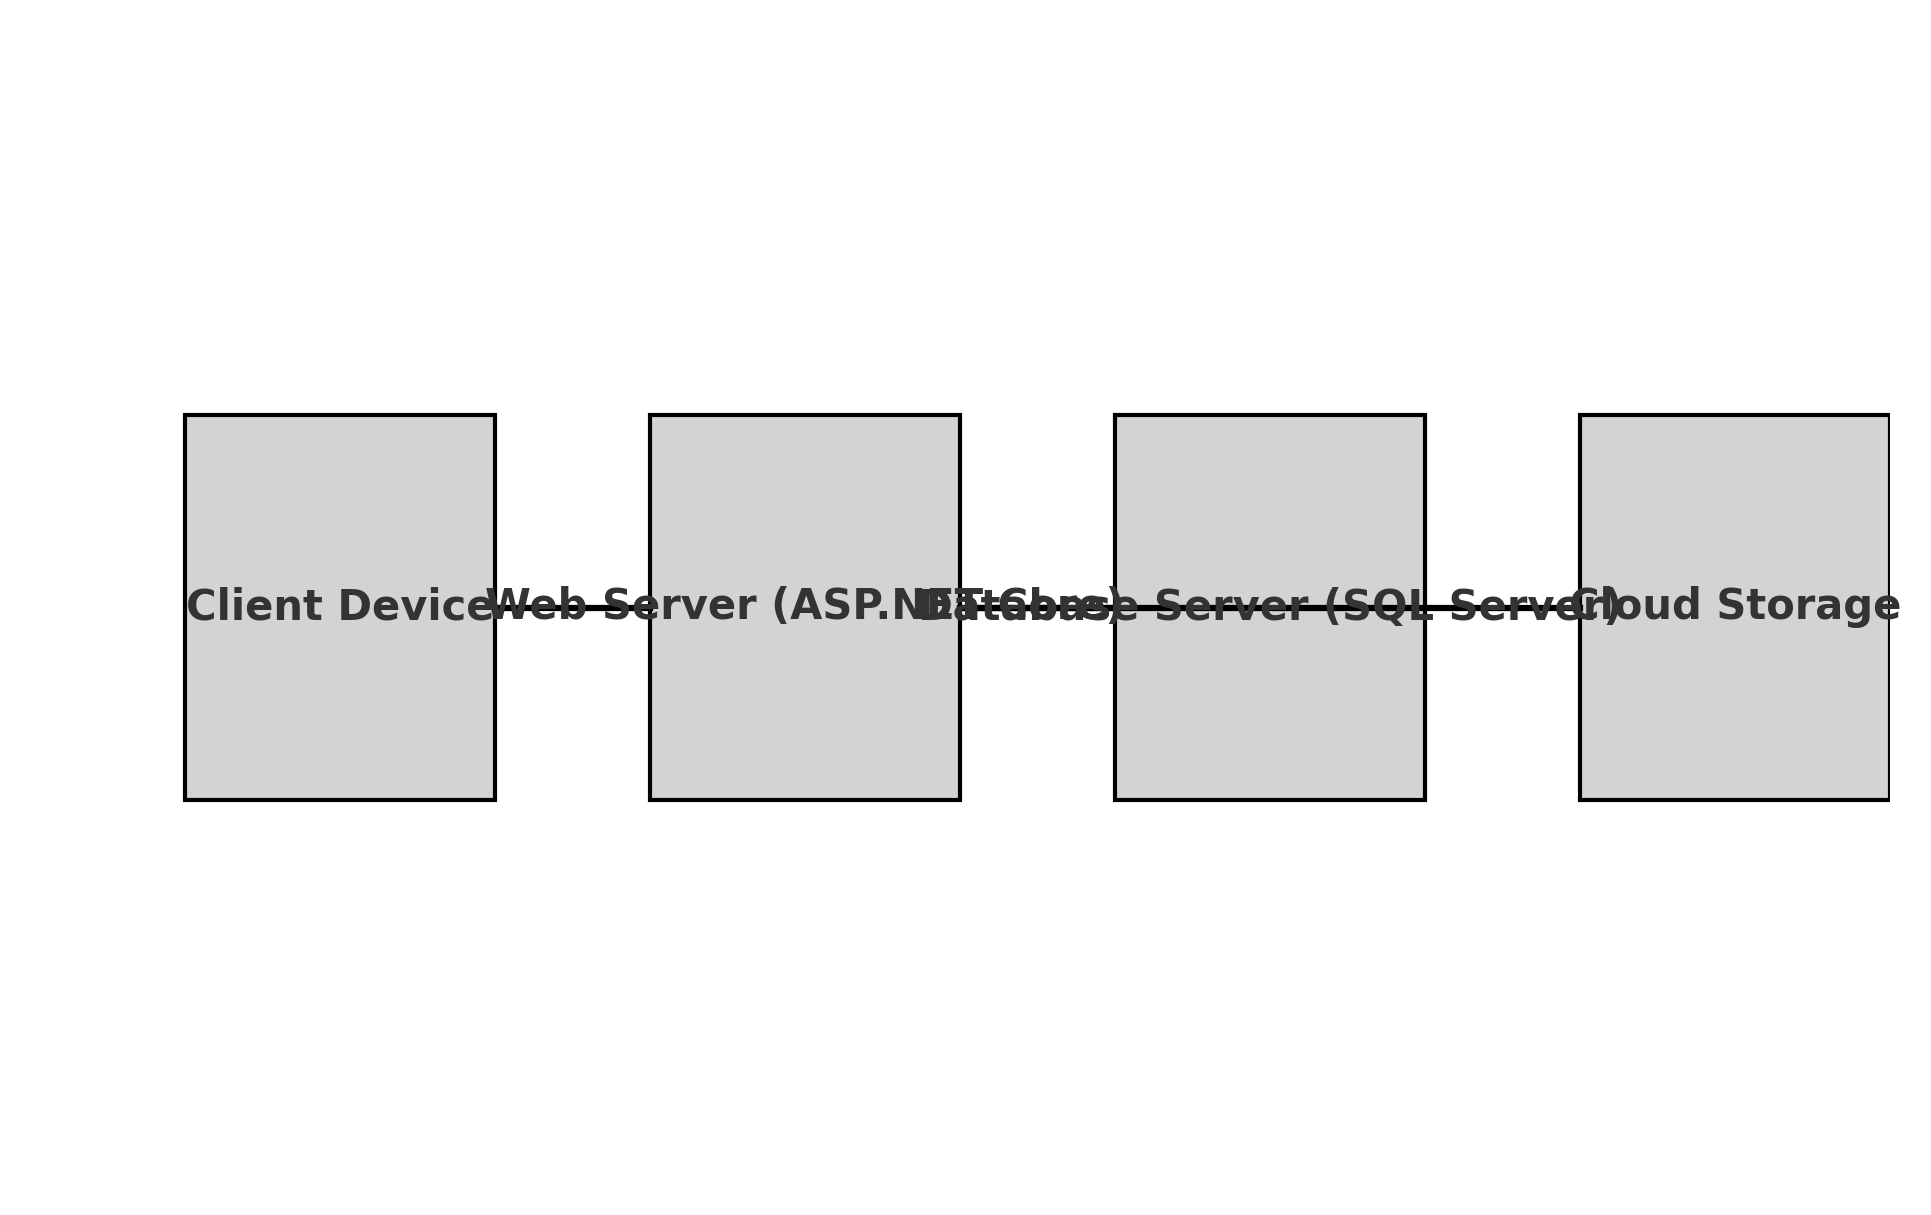 Client Device
Web Server (ASP.NET Core)
Database Server (SQL Server)
Cloud Storage